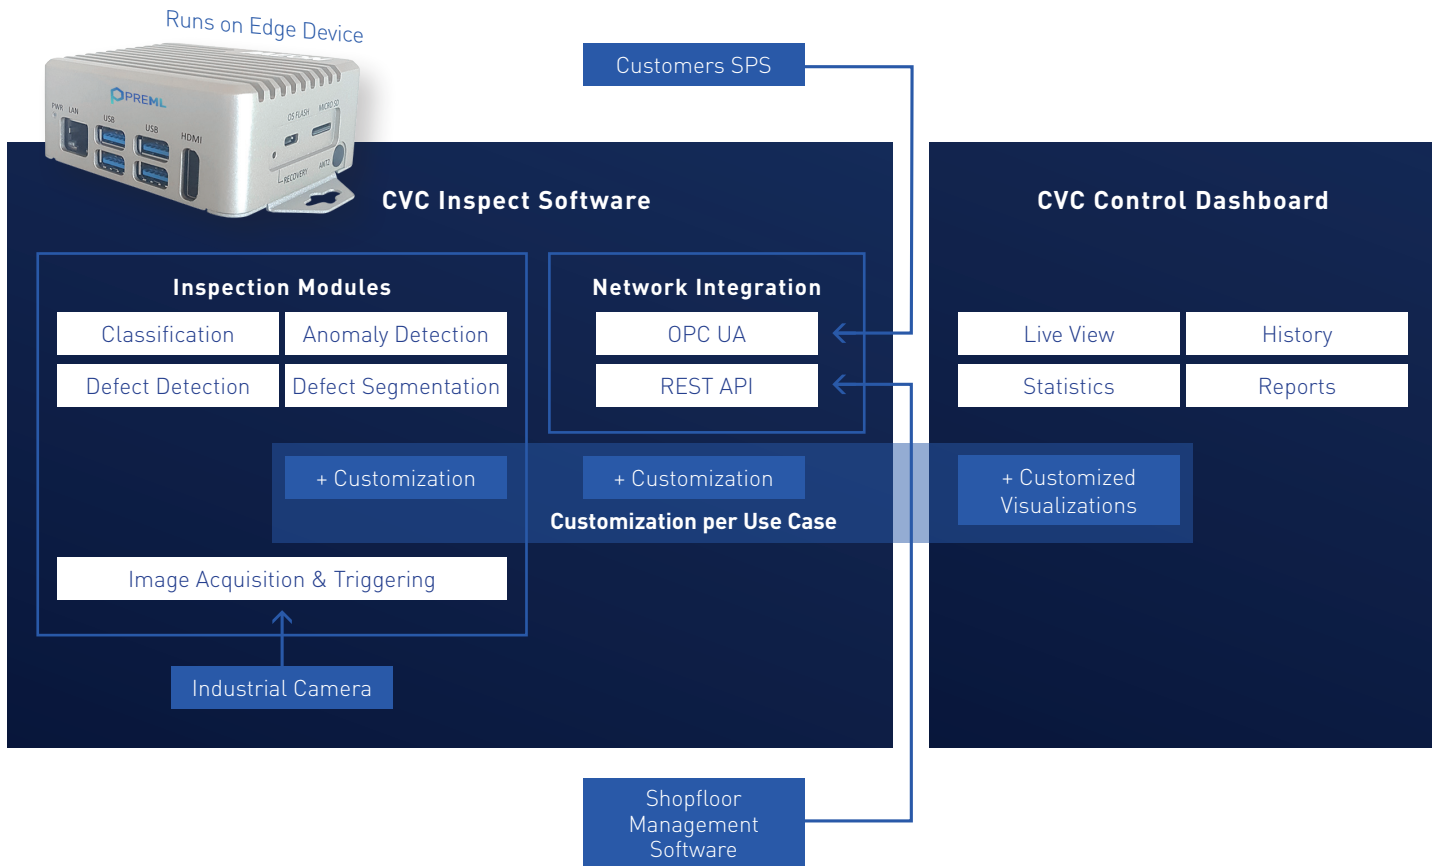 Runs on Edge Device
PREML
PWR LAN
USB
USB
HDMI
OS FLASH
MICRO SD
RECOVERY
ANT2
Customers SPS
CVC Inspect Software
CVC Control Dashboard
Inspection Modules
Classification
Anomaly Detection
Defect Detection
Defect Segmentation
Network Integration
OPC UA
REST API
Live View
History
Statistics
Reports
+ Customization
+ Customization
+ Customized
Visualizations
Customization per Use Case
Image Acquisition & Triggering
Industrial Camera
Shopfloor
Management
Software